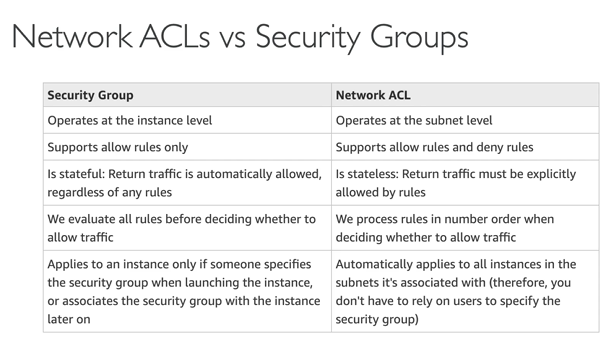 Network ACLs vs Security Groups
Security Group
Network ACL
Operates at the instance level
Operates at the subnet level
Supports allow rules only
Supports allow rules and deny rules
Is stateful: Return traffic is automatically allowed,
regardless of any rules
Is stateless: Return traffic must be explicitly
allowed by rules
We evaluate all rules before deciding whether to
allow traffic
We process rules in number order when
deciding whether to allow traffic
Applies to an instance only if someone specifies
the security group when launching the instance,
or associates the security group with the instance
later on
Automatically applies to all instances in the
subnets it's associated with (therefore, you
don't have to rely on users to specify the
security group)